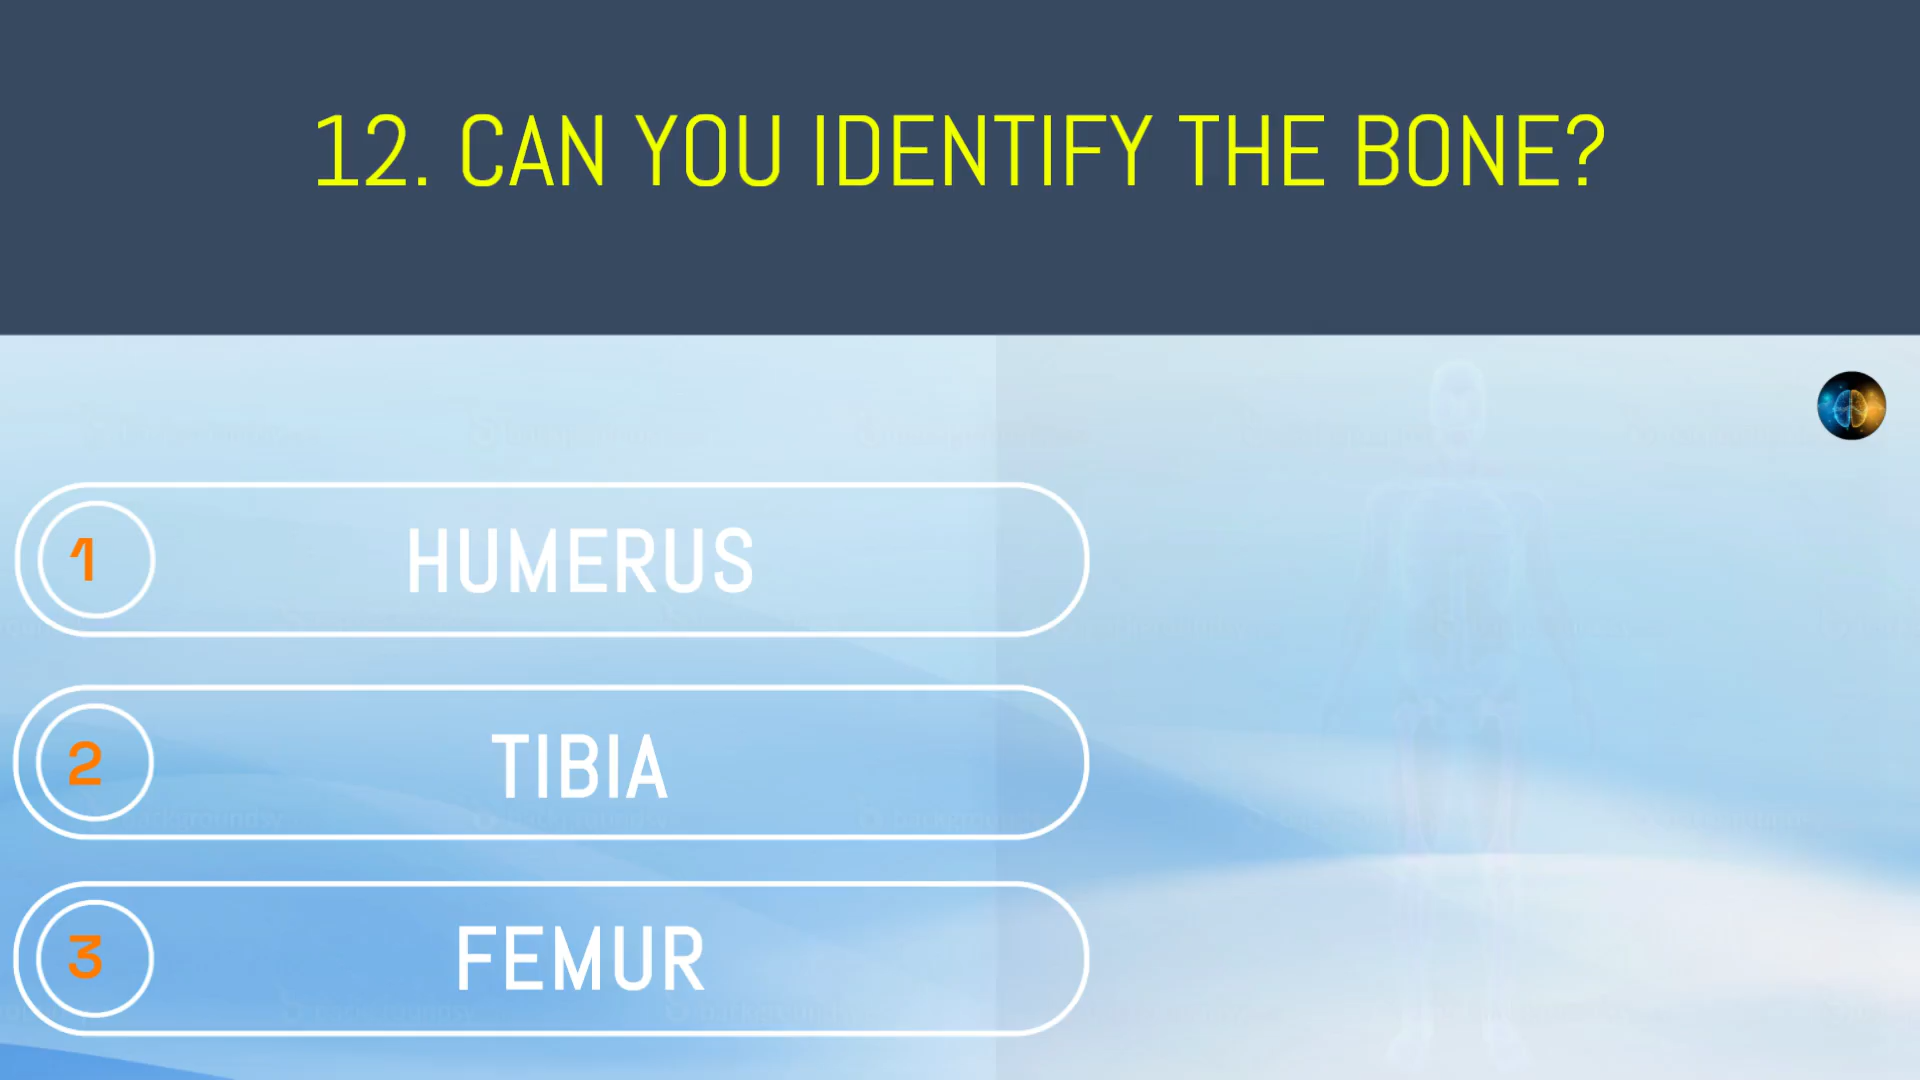 12. CAN YOU IDENTIFY THE BONE?
1 HUMERUS
2 TIBIA
3 FEMUR